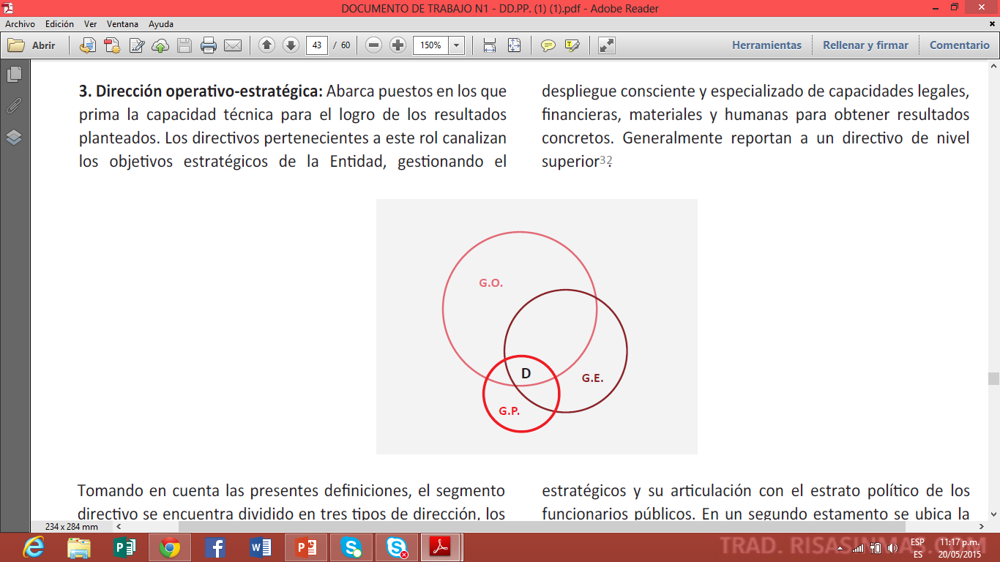 DOCUMENTO DE TRABAJO N1 - DD.PP. (1) (1).pdf - Adobe Reader
Archivo Edición Ver Ventana Ayuda
Abrir 43 / 60 150% Herramientas Rellenar y firmar Comentario
3. Dirección operativo-estratégica: Abarca puestos en los que
prima la capacidad técnica para el logro de los resultados
planteados. Los directivos pertenecientes a este rol canalizan
los objetivos estratégicos de la Entidad, gestionando el
despliegue consciente y especializado de capacidades legales,
financieras, materiales y humanas para obtener resultados
concretos. Generalmente reportan a un directivo de nivel
superior32.
G.O.
D
G.E.
G.P.
Tomando en cuenta las presentes definiciones, el segmento
directivo se encuentra dividido en tres tipos de dirección, los
estratégicos y su articulación con el estrato político de los
funcionarios públicos. En un segundo estamento se ubica la
234 x 284 mm
TRAD. RISASINMAS.COM
ESP 11:17 p.m.
ES 20/05/2015